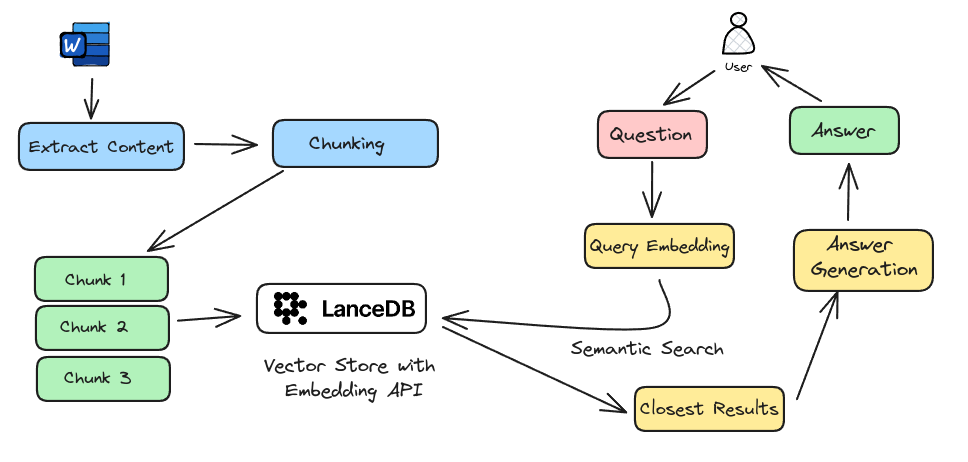 W
User
Extract Content
Chunking
Question
Answer
Query Embedding
Answer
Generation
Chunk 1
Chunk 2
Chunk 3
LanceDB
Vector Store with
Embedding API
Semantic Search
Closest Results